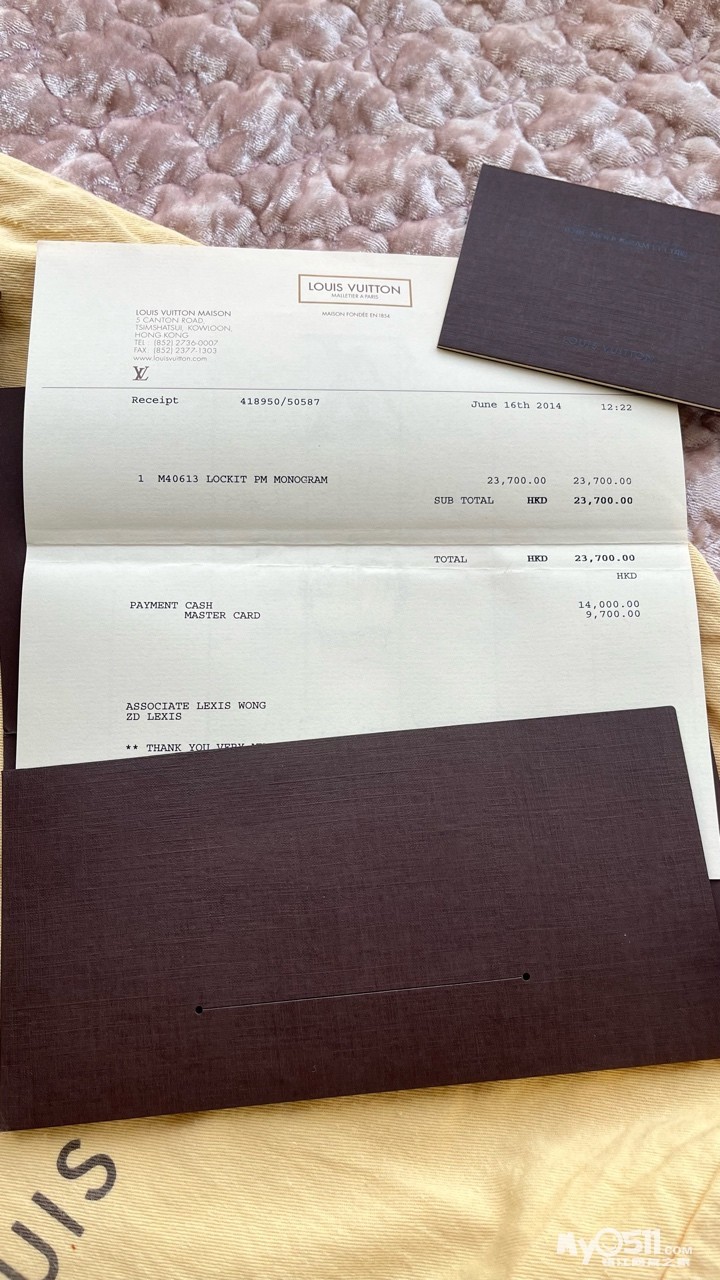 LOUIS VUITTON
MALLETIER A PARIS
MAISON FONDÉE EN 1854
LOUIS VUITTON MAISON
5 CANTON ROAD,
TSIMSHATSUI, KOWLOON,
HONG KONG
TEL : (852) 2736-0007
FAX : (852) 2377-1303
www.louisvuitton.com
LV
Receipt 418950/50587 June 16th 2014 12:22
1 M40613 LOCKIT PM MONOGRAM 23,700.00 23,700.00
SUB TOTAL HKD 23,700.00
TOTAL HKD 23,700.00
HKD
PAYMENT CASH 14,000.00
MASTER CARD 9,700.00
ASSOCIATE LEXIS WONG
ZD LEXIS
** THANK YOU VERY
UIS
My0511.COM